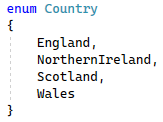 enum Country
{
    England,
    NorthernIreland,
    Scotland,
    Wales
}